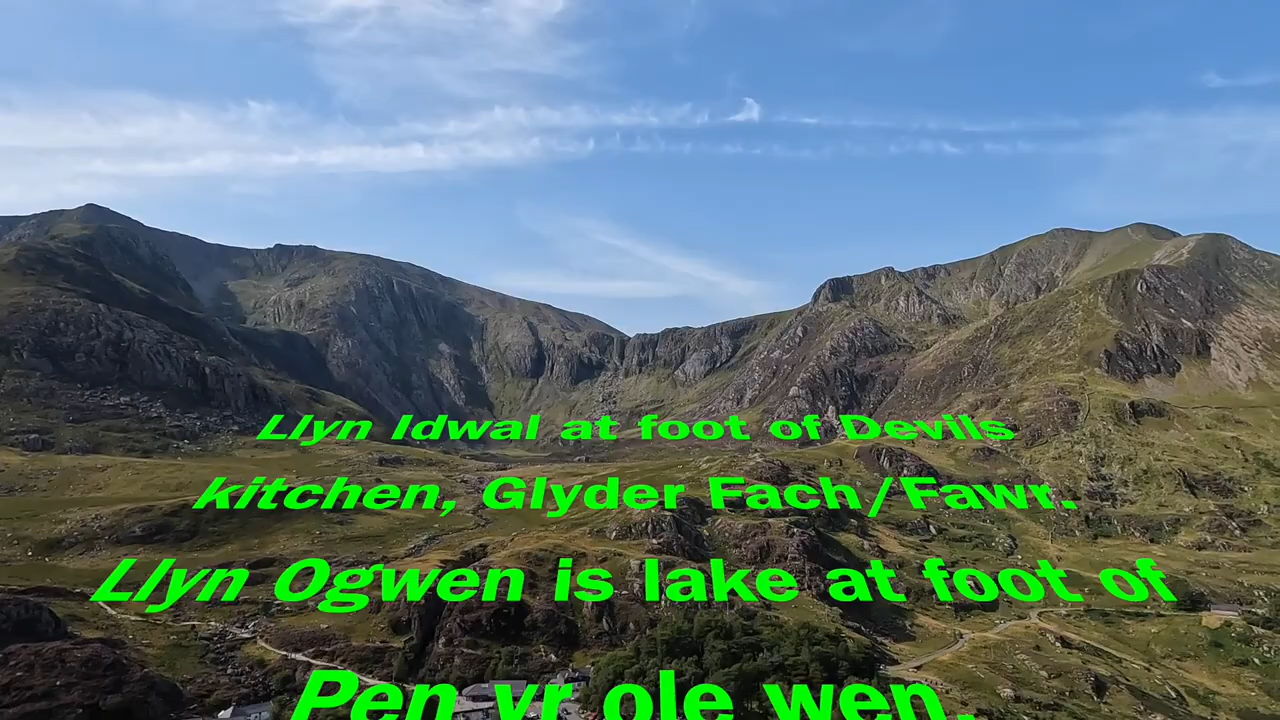 Llyn Idwal at foot of Devils
kitchen, Glyder Fach/Fawr.
Llyn Ogwen is lake at foot of
Pen yr ole wen.